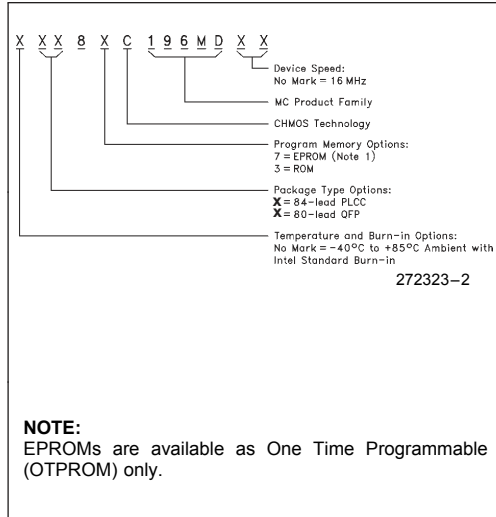 X XX 8 X C 196MD X X
Device Speed:
No Mark = 16 MHz
MC Product Family
CHMOS Technology
Program Memory Options:
7 = EPROM (Note 1)
3 = ROM
Package Type Options:
X = 84-lead PLCC
X = 80-lead QFP
Temperature and Burn-in Options:
No Mark = -40°C to +85°C Ambient with
Intel Standard Burn-in
272323–2
NOTE:
EPROMs are available as One Time Programmable
(OTPROM) only.